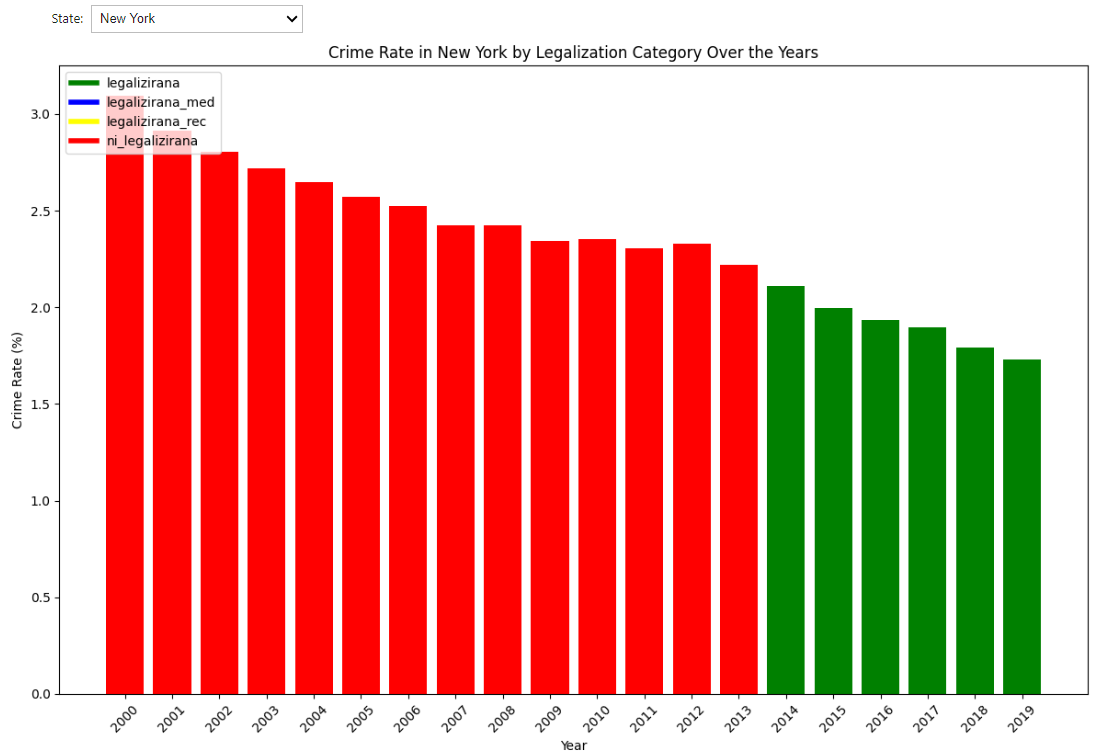 State: New York
Crime Rate in New York by Legalization Category Over the Years
legalizirana
legalizirana_med
legalizirana_rec
ni_legalizirana
Crime Rate (%)
3.0
2.5
2.0
1.5
1.0
0.5
0.0
2000 2001 2002 2003 2004 2005 2006 2007 2008 2009 2010 2011 2012 2013 2014 2015 2016 2017 2018 2019
Year